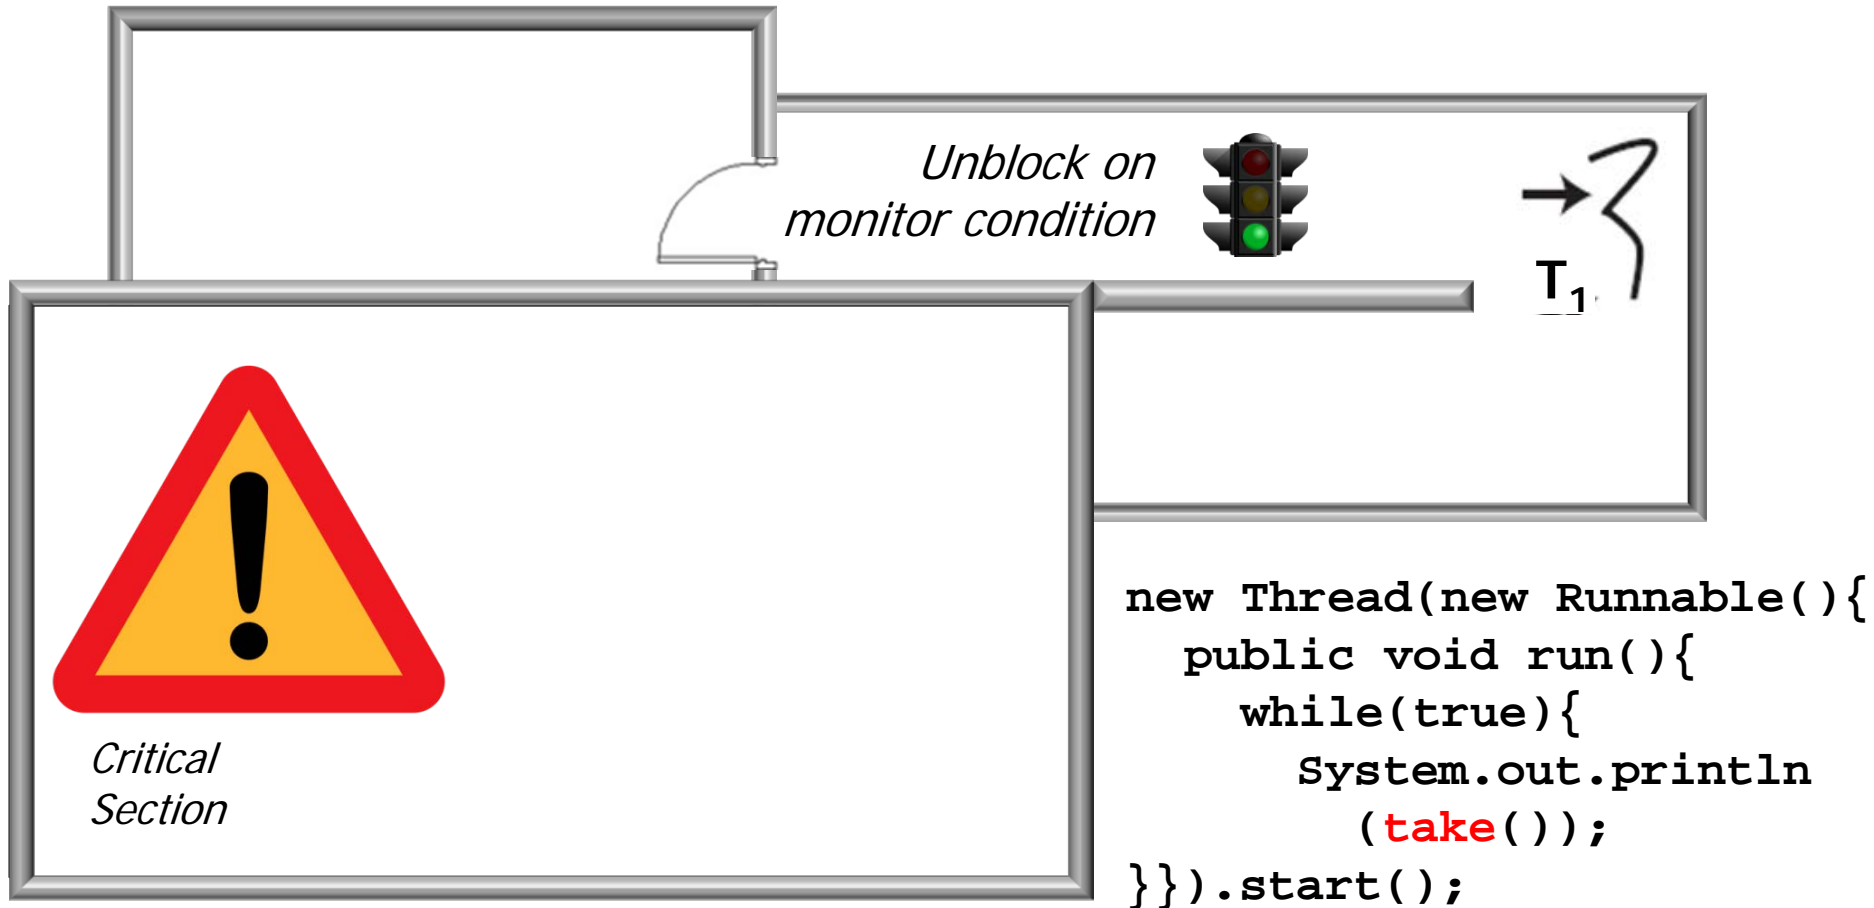 Unblock on
monitor condition
T₁
Critical
Section
new Thread(new Runnable(){
public void run(){
while(true){
System.out.println
(take());
}}).start();